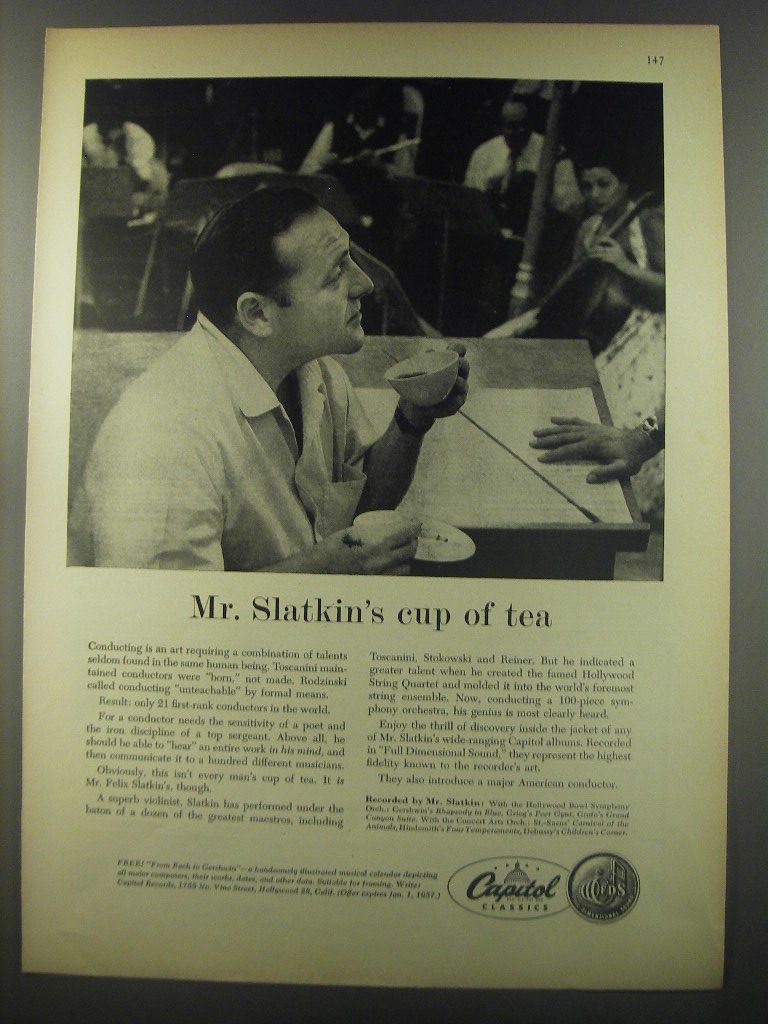 147
Mr. Slatkin's cup of tea
Conducting is an art requiring a combination of talents
seldom found in the same human being. Toscanini main-
tained conductors were "born," not made. Rodzinski
called conducting "unteachable" by formal means.
Result: only 21 first-rank conductors in the world.
For a conductor needs the sensitivity of a poet and
the iron discipline of a top sergeant. Above all, he
should be able to "hear" an entire work in his mind, and
then communicate it to a hundred different musicians.
Obviously, this isn't every man's cup of tea. It is
Mr. Felix Slatkin's, though.
A superb violinist, Slatkin has performed under the
baton of a dozen of the greatest maestros, including
Toscanini, Stokowski and Reiner. But he indicated a
greater talent when he created the famed Hollywood
String Quartet and molded it into the world's foremost
string ensemble. Now, conducting a 100-piece sym-
phony orchestra, his genius is most clearly heard.
Enjoy the thrill of discovery inside the jacket of any
of Mr. Slatkin's wide-ranging Capitol albums. Recorded
in "Full Dimensional Sound," they represent the highest
fidelity known to the recorder's art.
They also introduce a major American conductor.
Recorded by Mr. Slatkin: With the Hollywood Bowl Symphony
Orch.: Gershwin's Rhapsody in Blue, Grieg's Peer Gynt, Grofe's Grand
Canyon Suite. With the Concert Arts Orch.: St.-Saens' Carnival of the
Animals, Hindemith's Four Temperaments, Debussy's Children's Corner.
FREE! "From Bach to Gershwin"—a handsomely illustrated musical calendar depicting
all major composers, their works, dates, and other data. Suitable for framing. Write:
Capitol Records, 1755 No. Vine Street, Hollywood 28, Calif. (Offer expires Jan. 1, 1957.)
Capitol
CLASSICS
DIMENSIONAL SOUND